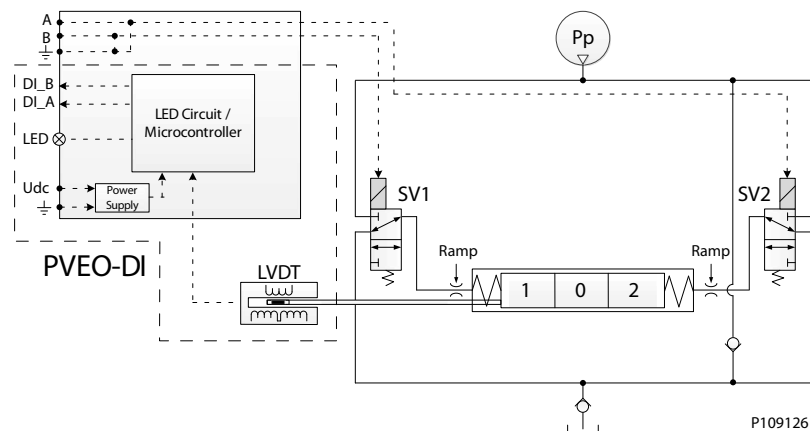 A
B
Pp
DI_B
DI_A
LED Circuit /
Microcontroller
LED
Udc
Power
Supply
SV1
SV2
PVEO-DI
LVDT
Ramp
Ramp
1 0 2
P109126